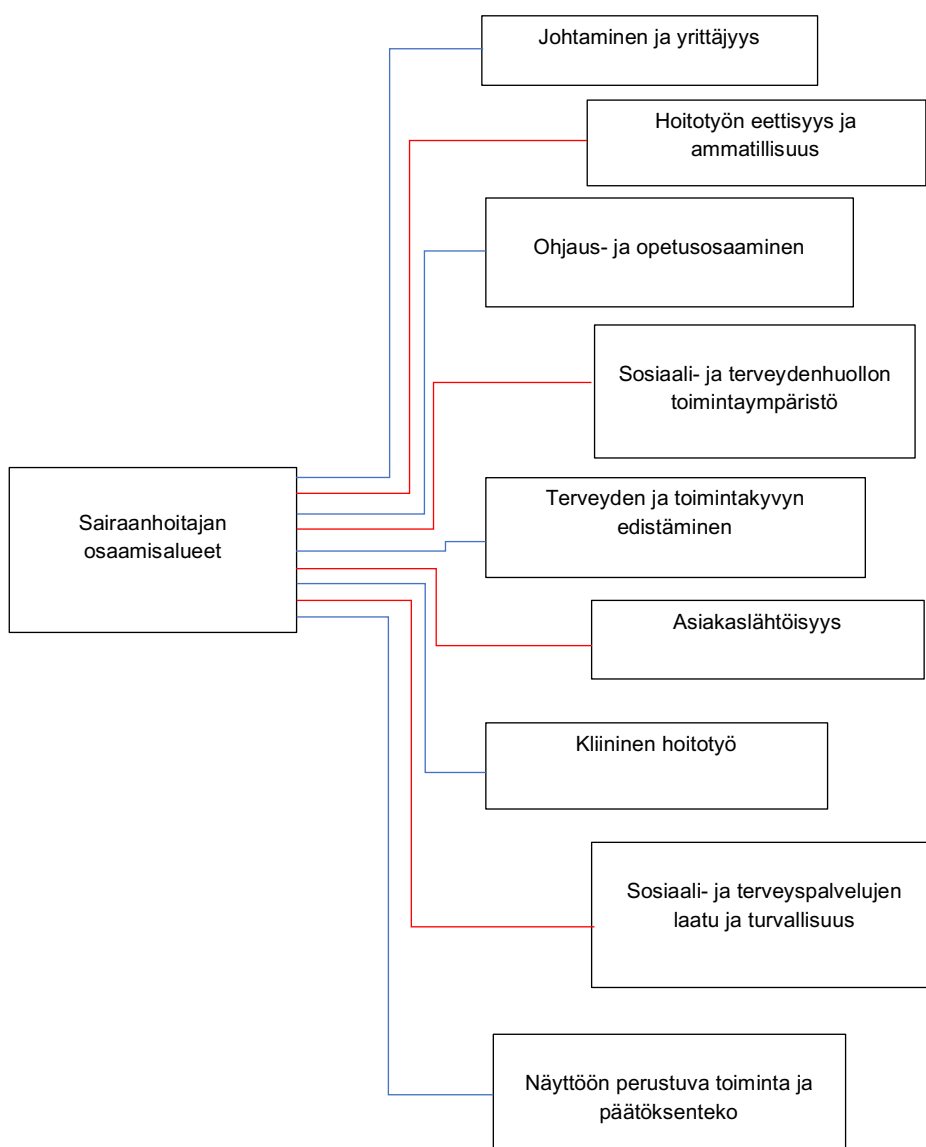 Johtaminen ja yrittäjyys
Hoitotyön eettisyys ja
ammatillisuus
Ohjaus- ja opetusosaaminen
Sosiaali- ja terveydenhuollon
toimintaympäristö
Sairaanhoitajan
osaamisalueet
Terveyden ja toimintakyvyn
edistäminen
Asiakaslähtöisyys
Kliininen hoitotyö
Sosiaali- ja terveyspalvelujen
laatu ja turvallisuus
Näyttöön perustuva toiminta ja
päätöksenteko